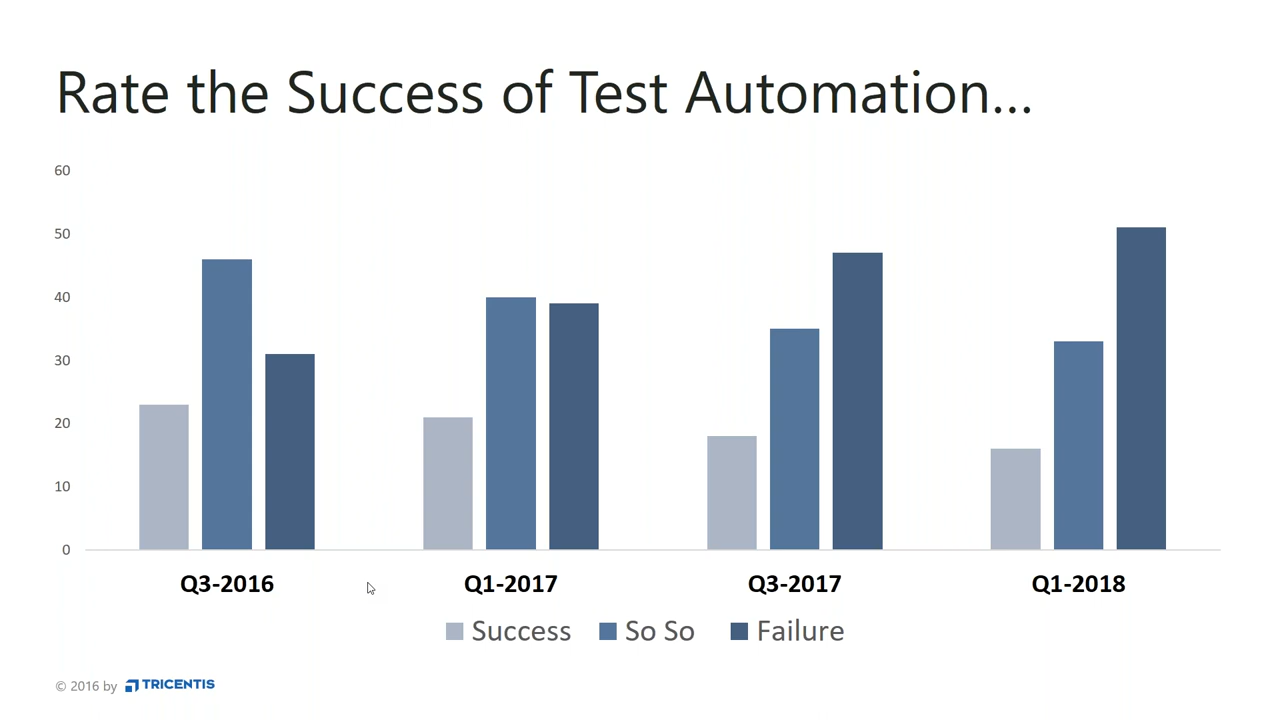 Rate the Success of Test Automation...
60
50
40
30
20
10
0
Q3-2016 Q1-2017 Q3-2017 Q1-2018
Success So So Failure
© 2016 by TRICENTIS